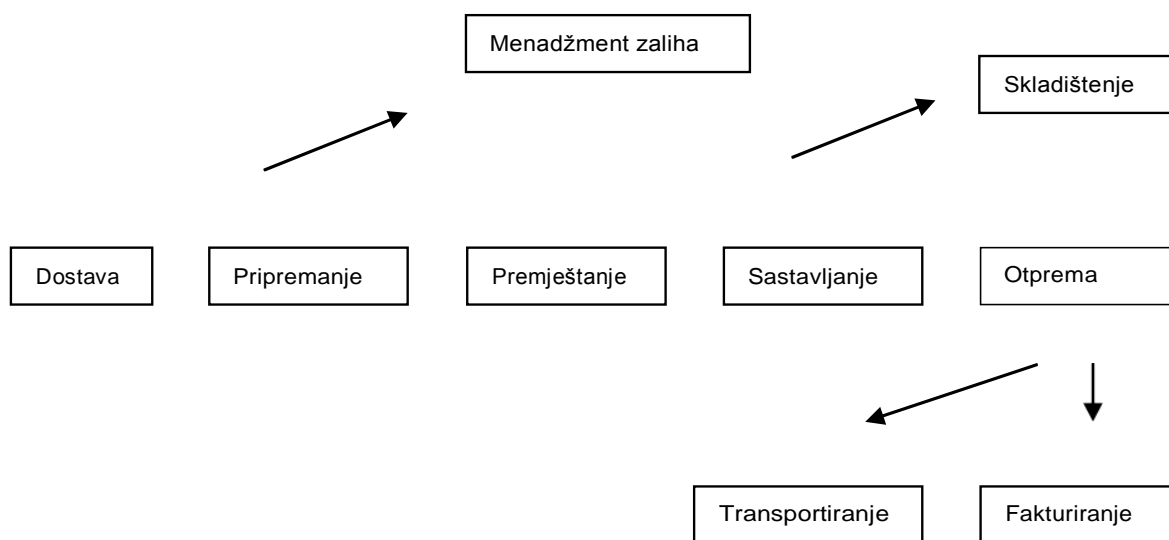 Menadžment zaliha
Skladištenje
Dostava
Pripremanje
Premještanje
Sastavljanje
Otprema
Transportiranje
Fakturiranje